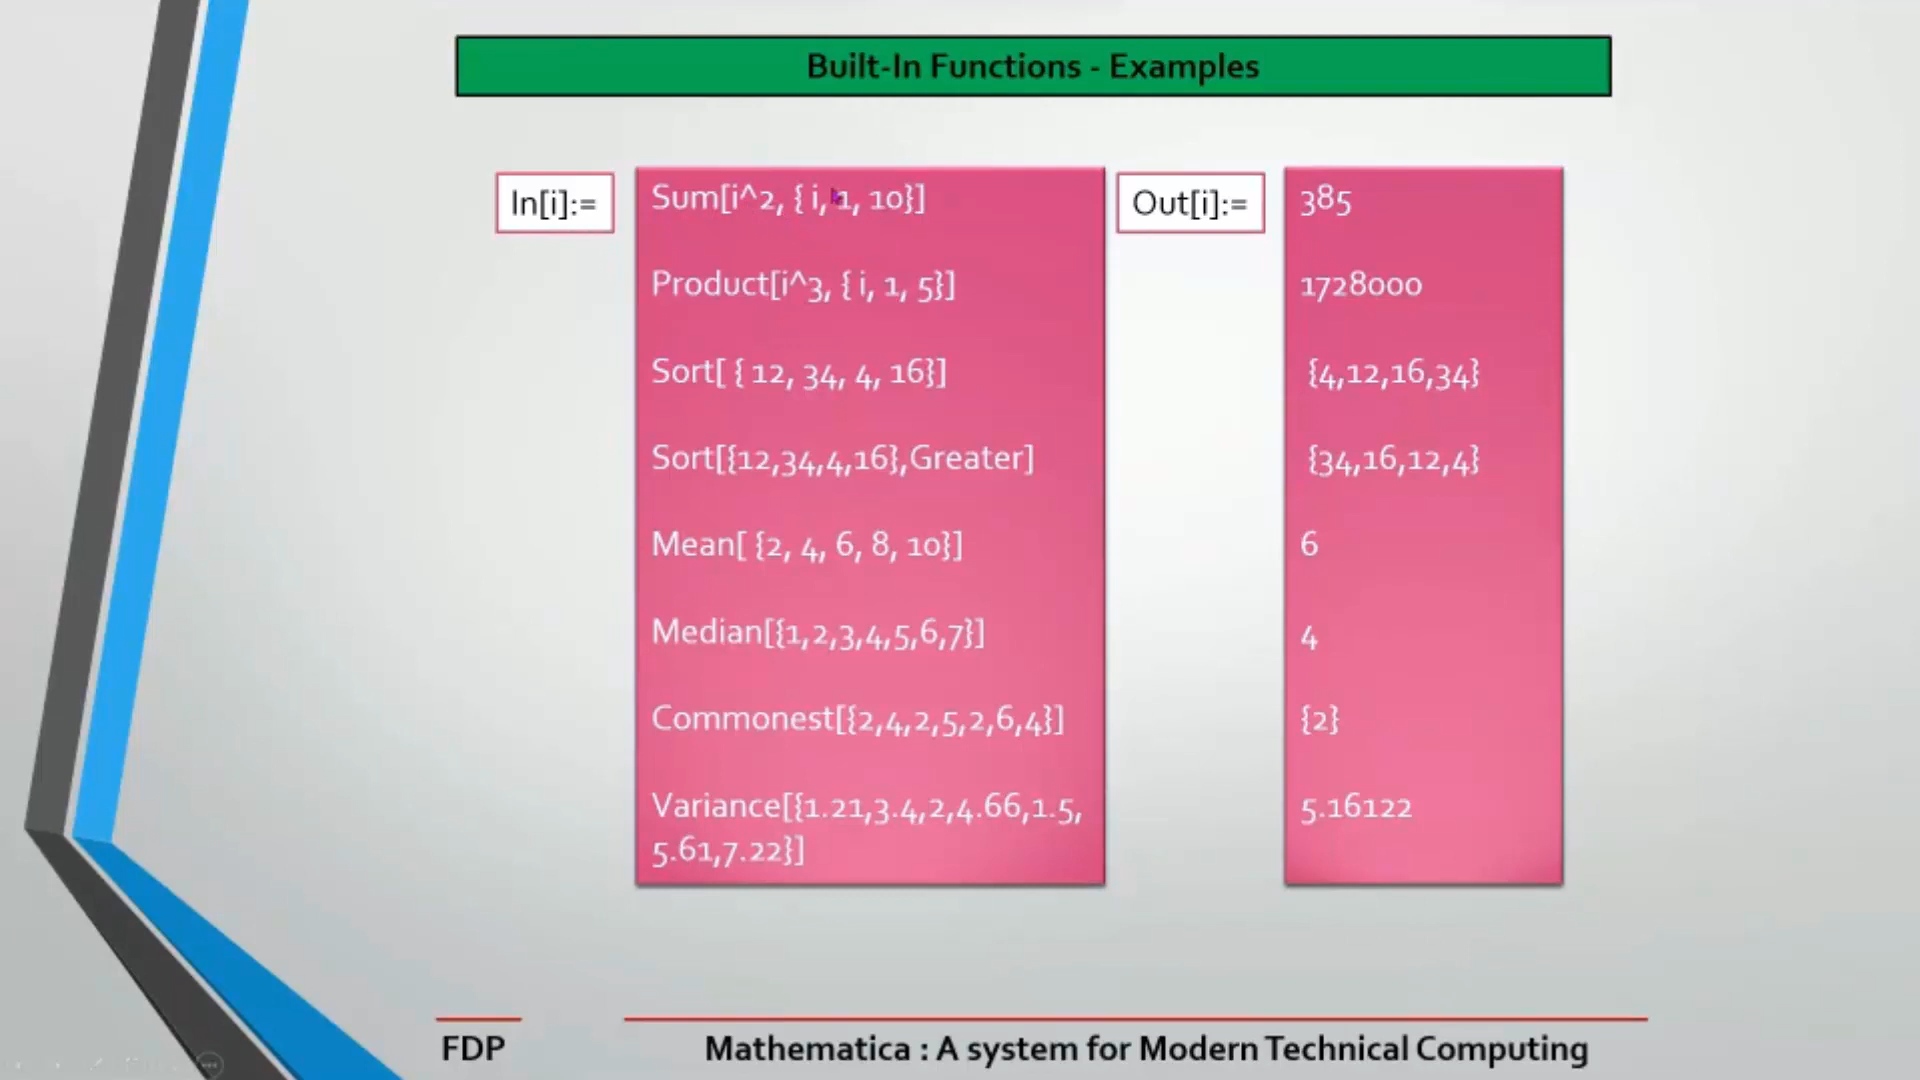 Built-In Functions - Examples
In[i]:=
Sum[i^2, { i, 1, 10}]
Out[i]:=
385
Product[i^3, { i, 1, 5}]
1728000
Sort[ { 12, 34, 4, 16}]
{4,12,16,34}
Sort[{12,34,4,16},Greater]
{34,16,12,4}
Mean[ {2, 4, 6, 8, 10}]
6
Median[{1,2,3,4,5,6,7}]
4
Commonest[{2,4,2,5,2,6,4}]
{2}
Variance[{1.21,3.4,2,4.66,1.5,
5.61,7.22}]
5.16122
FDP
Mathematica : A system for Modern Technical Computing